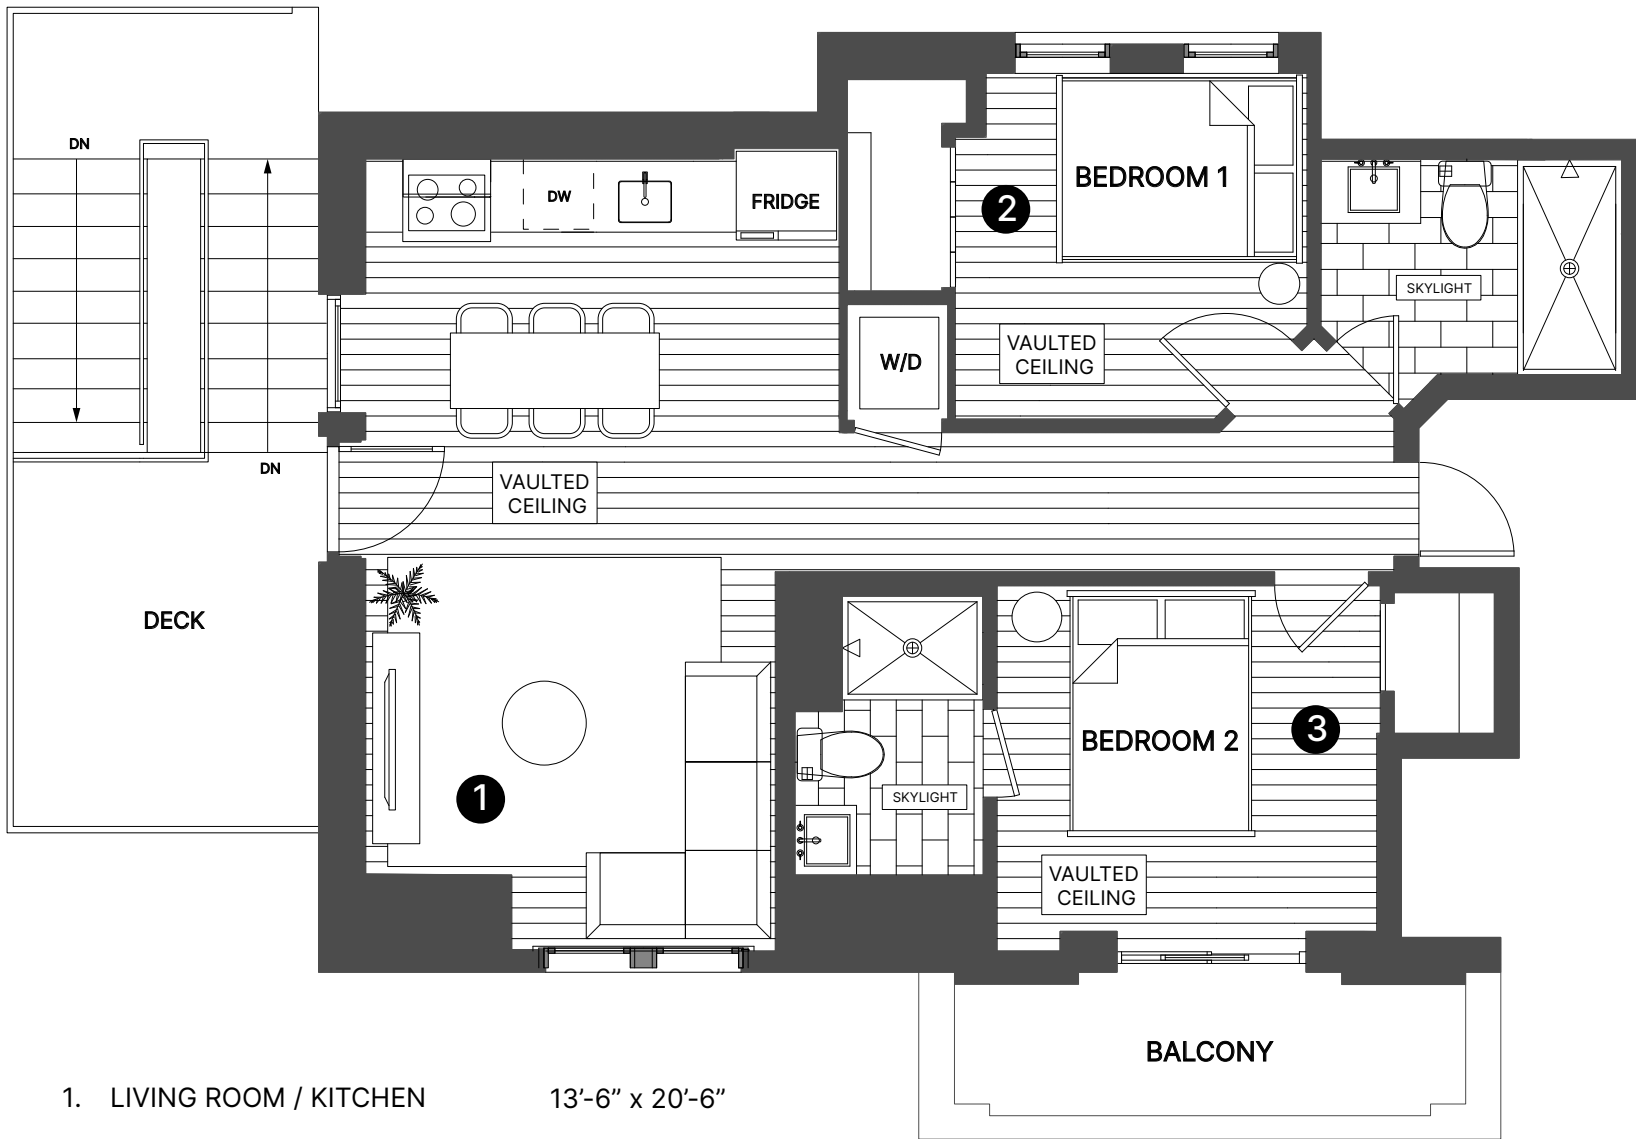 DN
DW
FRIDGE
BEDROOM 1
2
SKYLIGHT
VAULTED
CEILING
W/D
DN
VAULTED
CEILING
DECK
BEDROOM 2
3
1
SKYLIGHT
VAULTED
CEILING
BALCONY
1. LIVING ROOM / KITCHEN 13’-6” x 20’-6”